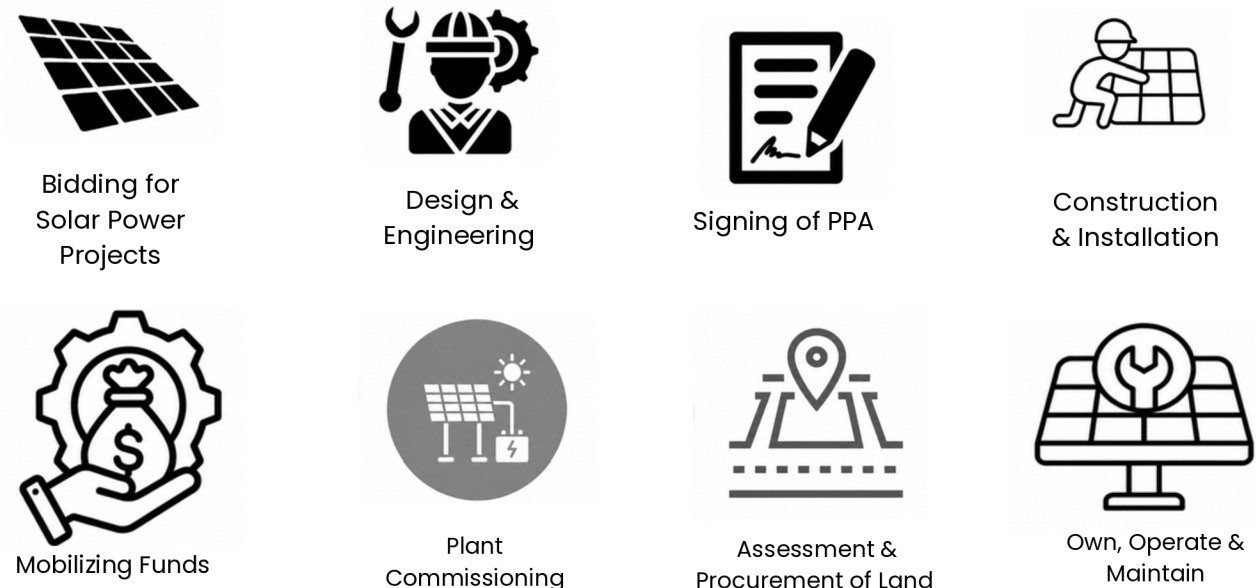 Bidding for
Solar Power
Projects
Design &
Engineering
Signing of PPA
Construction
& Installation
$
Mobilizing Funds
Plant
Commissioning
Assessment &
Procurement of Land
Own, Operate &
Maintain